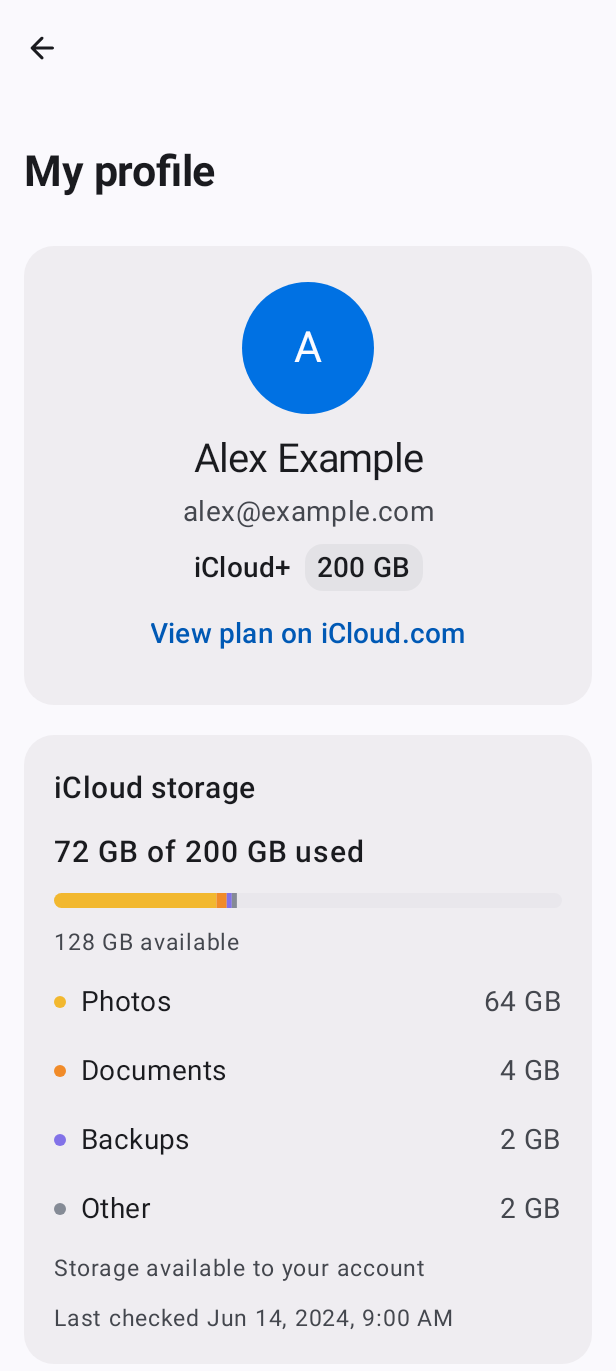 My profile
A
Alex Example
alex@example.com
iCloud+ 200 GB
View plan on iCloud.com
iCloud storage
72 GB of 200 GB used
128 GB available
Photos 64 GB
Documents 4 GB
Backups 2 GB
Other 2 GB
Storage available to your account
Last checked Jun 14, 2024, 9:00 AM